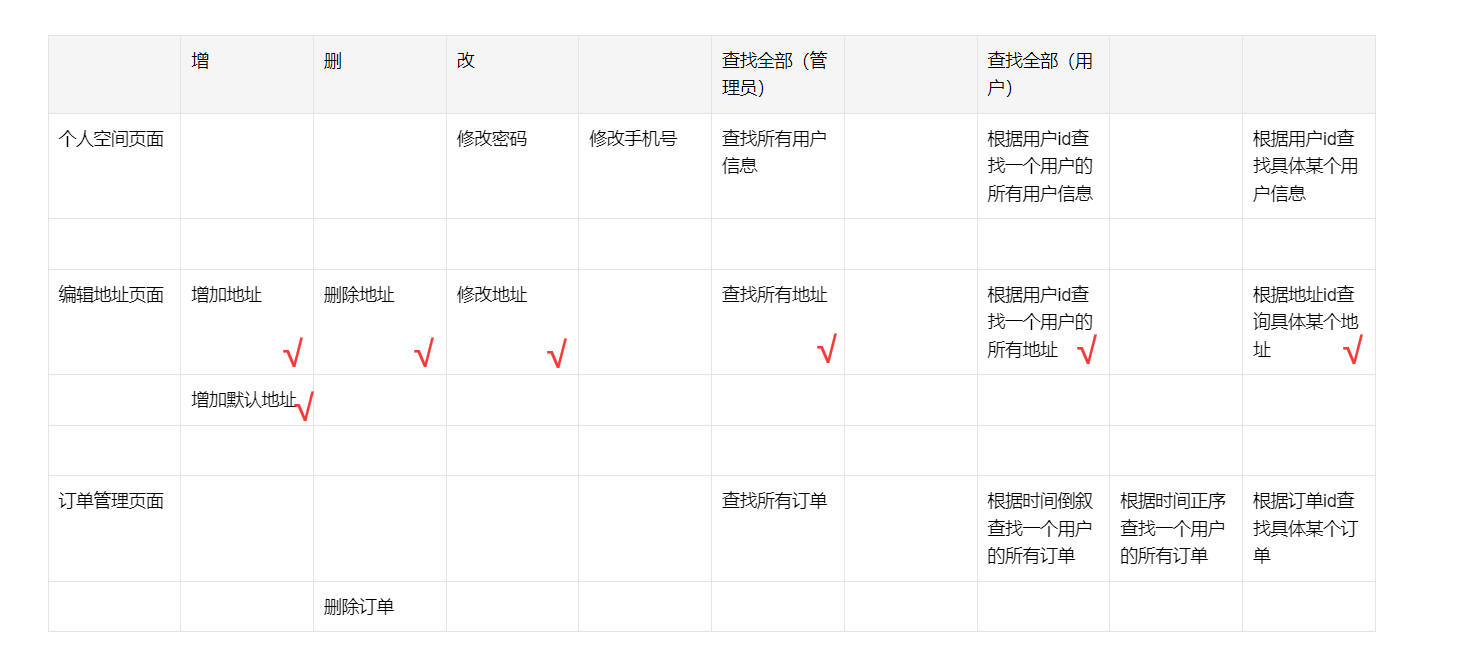 增 删 改 查找全部（管 查找全部（用
理员） 户）
个人空间页面 修改密码 修改手机号 查找所有用户 根据用户id查 根据用户id查
信息 找一个用户的 找具体某个用
所有用户信息 户信息
编辑地址页面 增加地址 删除地址 修改地址 查找所有地址 根据用户id查 根据地址id查
找一个用户的 询具体某个地
√ √ √ √ 所有地址 √ 址 √
增加默认地址√
订单管理页面 查找所有订单 根据时间倒叙 根据时间正序 根据订单id查
查找一个用户 查找一个用户 找具体某个订
的所有订单 的所有订单 单
删除订单